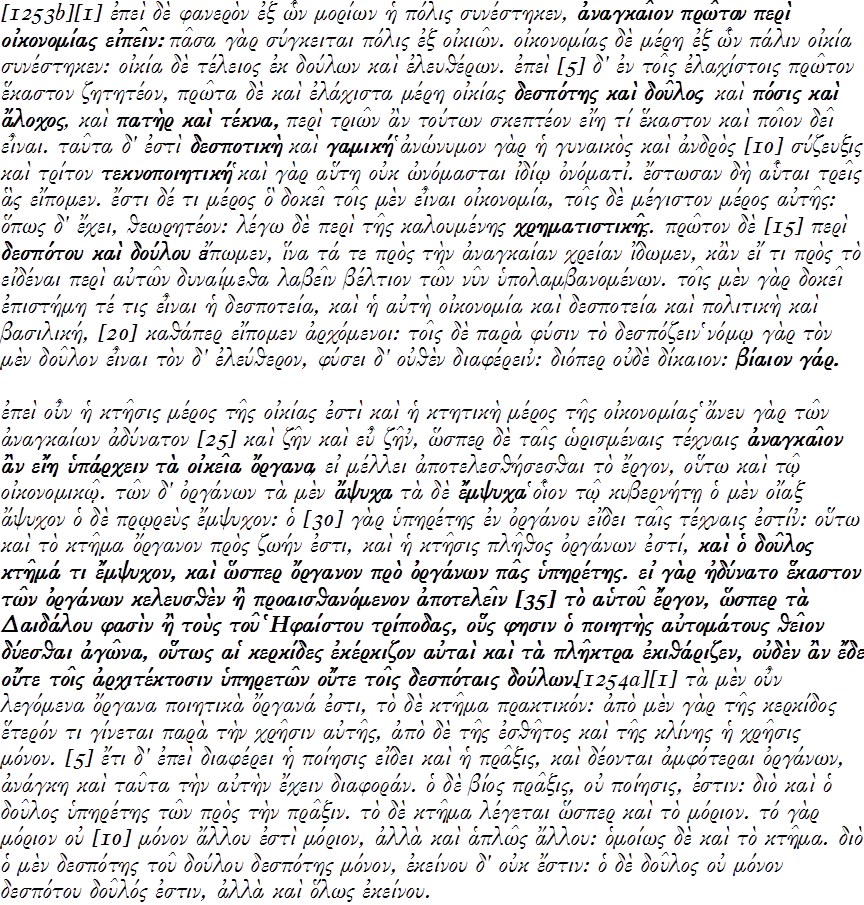 [1253b][1] ἐπεὶ δὲ φανερὸν ἐξ ὧν μορίων ἡ πόλις συνέστηκεν, ἀναγκαῖον πρῶτον περὶ
οἰκονομίας εἰπεῖν: πᾶσα γὰρ σύγκειται πόλις ἐξ οἰκιῶν. οἰκονομίας δὲ μέρη ἐξ ὧν πάλιν οἰκία
συνέστηκεν: οἰκία δὲ τέλειος ἐκ δούλων καὶ ἐλευθέρων. ἐπεὶ [5] δ' ἐν τοῖς ἐλαχίστοις πρῶτον
ἕκαστον ζητητέον, πρῶτα δὲ καὶ ἐλάχιστα μέρη οἰκίας δεσπότης καὶ δοῦλος καὶ πόσις καὶ
ἄλοχος, καὶ πατὴρ καὶ τέκνα, περὶ τριῶν ἂν τούτων σκεπτέον εἴη τί ἕκαστον καὶ ποῖον δεῖ
εἶναι. ταῦτα δ' ἐστὶ δεσποτικὴ καὶ γαμική ̔ἀνώνυμον γὰρ ἡ γυναικὸς καὶ ἀνδρὸς [10] σύζευξις
καὶ τρίτον τεκνοποιητική ̔καὶ γὰρ αὕτη οὐκ ὠνόμασται ἰδίῳ ὀνόματἰ. ἔστωσαν δὴ αὗται τρεῖς
ἃς εἴπομεν. ἔστι δέ τι μέρος ὃ δοκεῖ τοῖς μὲν εἶναι οἰκονομία, τοῖς δὲ μέγιστον μέρος αὐτῆς:
ὅπως δ' ἔχει, θεωρητέον: λέγω δὲ περὶ τῆς καλουμένης χρηματιστικῆς. πρῶτον δὲ [15] περὶ
δεσπότου καὶ δούλου εἴπωμεν, ἵνα τά τε πρὸς τὴν ἀναγκαίαν χρείαν ἴδωμεν, κἂν εἴ τι πρὸς τὸ
εἰδέναι περὶ αὐτῶν δυναίμεθα λαβεῖν βέλτιον τῶν νῦν ὑπολαμβανομένων. τοῖς μὲν γὰρ δοκεῖ
ἐπιστήμη τέ τις εἶναι ἡ δεσποτεία, καὶ ἡ αὐτὴ οἰκονομία καὶ δεσποτεία καὶ πολιτικὴ καὶ
βασιλική, [20] καθάπερ εἴπομεν ἀρχόμενοι: τοῖς δὲ παρὰ φύσιν τὸ δεσπόζειν ̔νόμῳ γὰρ τὸν
μὲν δοῦλον εἶναι τὸν δ' ἐλεύθερον, φύσει δ' οὐθὲν διαφέρεἰν: διόπερ οὐδὲ δίκαιον: βίαιον γάρ.

ἐπεὶ οὖν ἡ κτῆσις μέρος τῆς οἰκίας ἐστὶ καὶ ἡ κτητικὴ μέρος τῆς οἰκονομίας ̔ἄνευ γὰρ τῶν
ἀναγκαίων ἀδύνατον [25] καὶ ζῆν καὶ εὖ ζῆν̓, ὥσπερ δὲ ταῖς ὡρισμέναις τέχναις ἀναγκαῖον
ἂν εἴη ὑπάρχειν τὰ οἰκεῖα ὄργανα, εἰ μέλλει ἀποτελεσθήσεσθαι τὸ ἔργον, οὕτω καὶ τῷ
οἰκονομικῷ. τῶν δ' ὀργάνων τὰ μὲν ἄψυχα τὰ δὲ ἔμψυχα ̔οἷον τῷ κυβερνήτῃ ὁ μὲν οἴαξ
ἄψυχον ὁ δὲ πρῳρεὺς ἔμψυχον: ὁ [30] γὰρ ὑπηρέτης ἐν ὀργάνου εἴδει ταῖς τέχναις ἐστίν̓: οὕτω
καὶ τὸ κτῆμα ὄργανον πρὸς ζωήν ἐστι, καὶ ἡ κτῆσις πλῆθος ὀργάνων ἐστί, καὶ ὁ δοῦλος
κτῆμά τι ἔμψυχον, καὶ ὥσπερ ὄργανον πρὸ ὀργάνων πᾶς ὑπηρέτης. εἰ γὰρ ἠδύνατο ἕκαστον
τῶν ὀργάνων κελευσθὲν ἢ προαισθανόμενον ἀποτελεῖν [35] τὸ αὑτοῦ ἔργον, ὥσπερ τὰ
Δαιδάλου φασὶν ἢ τοὺς τοῦ Ἡφαίστου τρίποδας, οὕς φησιν ὁ ποιητὴς αὐτομάτους θεῖον
δύεσθαι ἀγῶνα, οὕτως αἱ κερκίδες ἐκέρκιζον αὐταὶ καὶ τὰ πλῆκτρα ἐκιθάριζεν, οὐδὲν ἂν ἔδει
οὔτε τοῖς ἀρχιτέκτοσιν ὑπηρετῶν οὔτε τοῖς δεσπόταις δούλων.[1254a][1] τὰ μὲν οὖν
λεγόμενα ὄργανα ποιητικὰ ὄργανά ἐστι, τὸ δὲ κτῆμα πρακτικόν: ἀπὸ μὲν γὰρ τῆς κερκίδος
ἕτερόν τι γίνεται παρὰ τὴν χρῆσιν αὐτῆς, ἀπὸ δὲ τῆς ἐσθῆτος καὶ τῆς κλίνης ἡ χρῆσις
μόνον. [5] ἔτι δ' ἐπεὶ διαφέρει ἡ ποίησις εἴδει καὶ ἡ πρᾶξις, καὶ δέονται ἀμφότεραι ὀργάνων,
ἀνάγκη καὶ ταῦτα τὴν αὐτὴν ἔχειν διαφοράν. ὁ δὲ βίος πρᾶξις, οὐ ποίησις, ἐστιν: διὸ καὶ ὁ
δοῦλος ὑπηρέτης τῶν πρὸς τὴν πρᾶξιν. τὸ δὲ κτῆμα λέγεται ὥσπερ καὶ τὸ μόριον. τό γὰρ
μόριον οὐ [10] μόνον ἄλλου ἐστὶ μόριον, ἀλλὰ καὶ ἁπλῶς ἄλλου: ὁμοίως δὲ καὶ τὸ κτῆμα. διὸ
ὁ μὲν δεσπότης τοῦ δούλου δεσπότης μόνον, ἐκείνου δ' οὐκ ἔστιν: ὁ δὲ δοῦλος οὐ μόνον
δεσπότου δοῦλός ἐστιν, ἀλλὰ καὶ ὅλως ἐκείνου.